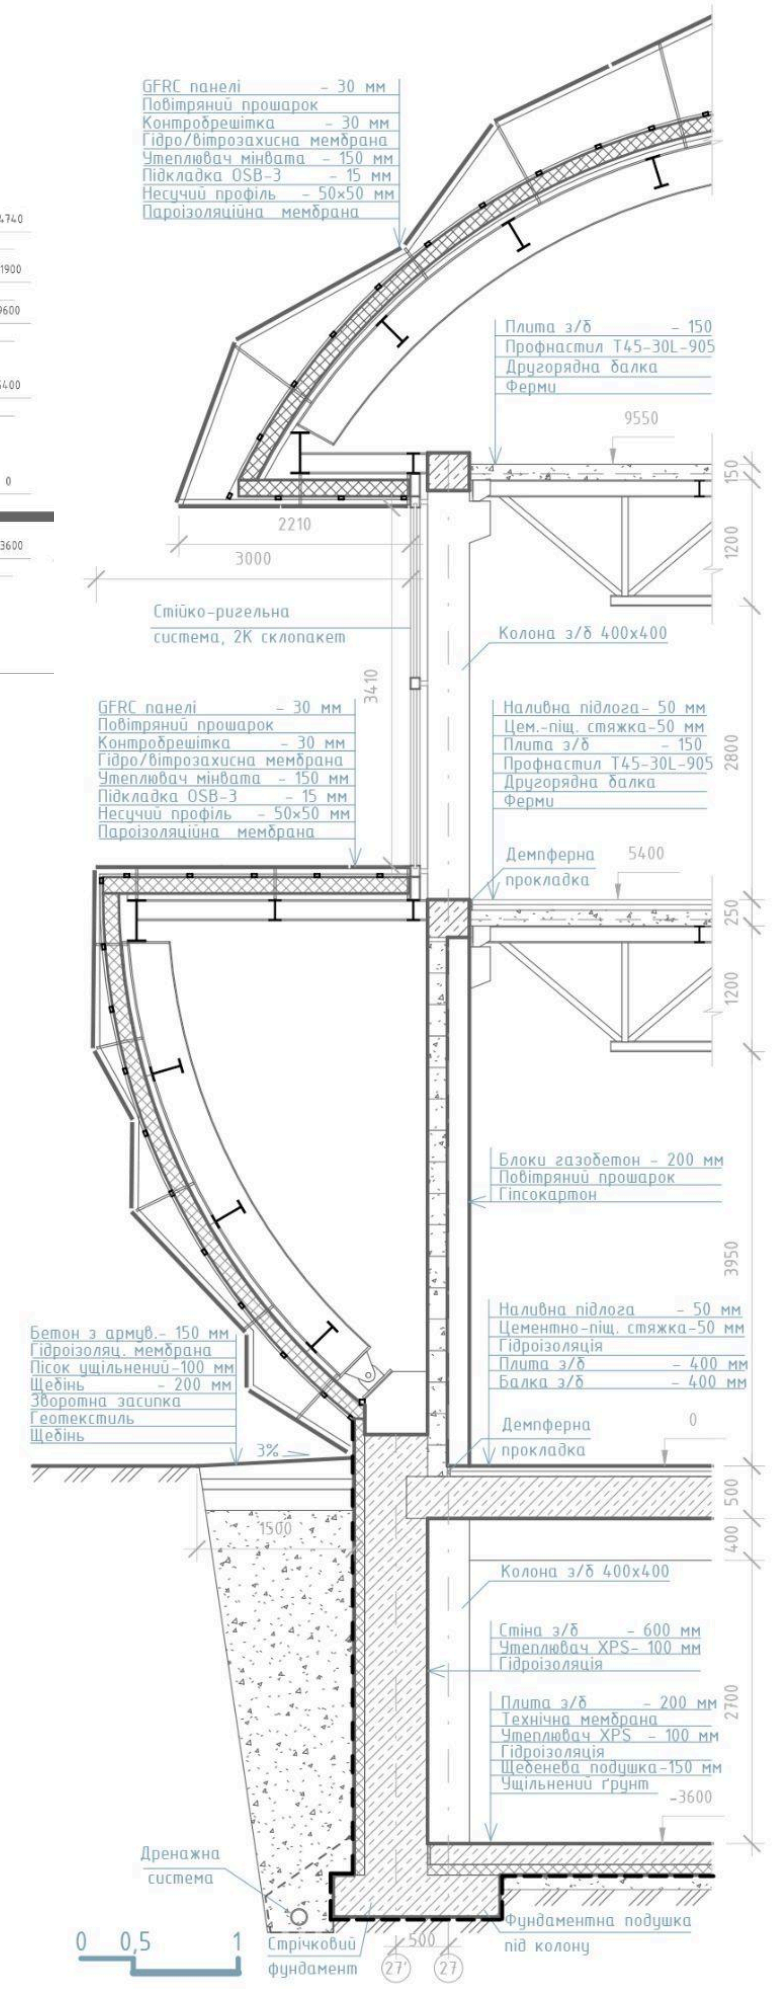 GFRC панелі – 30 мм
Повітряний прошарок
Контробрешітка – 30 мм
Гідро/вітрозахисна мембрана
Утеплювач мінвата – 150 мм
Підкладка OSB-3 – 15 мм
Несучий профіль – 50×50 мм
Пароізоляційна мембрана
4740
1900
9600
5400
0
3600
Плита з/б – 150
Профнастил Т45-30L-905
Другорядна балка
Ферми
9550
150
1200
2210
3000
Стійко-ригельна
система, 2К склопакет
Колона з/б 400х400
3410
2800
GFRC панелі – 30 мм
Повітряний прошарок
Контробрешітка – 30 мм
Гідро/вітрозахисна мембрана
Утеплювач мінвата – 150 мм
Підкладка OSB-3 – 15 мм
Несучий профіль – 50×50 мм
Пароізоляційна мембрана
Наливна підлога– 50 мм
Цем.-піщ. стяжка–50 мм
Плита з/б – 150
Профнастил Т45-30L-905
Другорядна балка
Ферми
Демпферна
прокладка
5400
250
1200
Блоки газобетон – 200 мм
Повітряний прошарок
Гіпсокартон
3950
Бетон з армув.– 150 мм
Гідроізоляц. мембрана
Пісок ущільнений–100 мм
Щебінь – 200 мм
Зворотна засипка
Геотекстиль
Щебінь
3%
Наливна підлога – 50 мм
Цементно-піщ. стяжка–50 мм
Гідроізоляція
Плита з/б – 400 мм
Балка з/б – 400 мм
Демпферна
прокладка
0
500
400
1500
Колона з/б 400х400
Стіна з/б – 600 мм
Утеплювач XPS– 100 мм
Гідроізоляція
2700
Плита з/б – 200 мм
Технічна мембрана
Утеплювач XPS – 100 мм
Гідроізоляція
Щебенева подушка–150 мм
Ущільнений ґрунт
-3600
Дренажна
система
Стрічковий
фундамент
Фундаментна подушка
під колону
500
27'
27
0 0,5 1